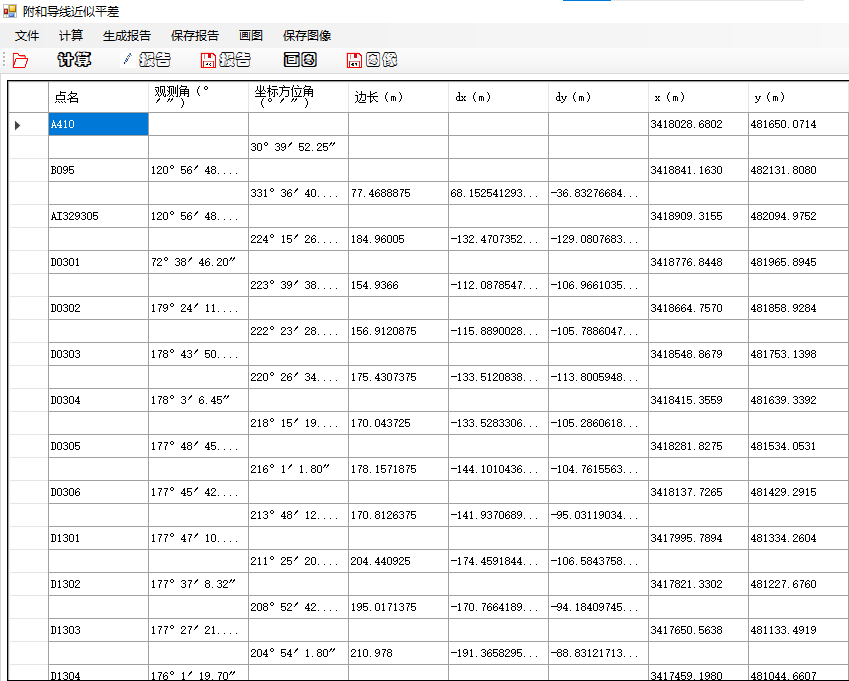 附和导线近似平差
文件 计算 生成报告 保存报告 画图 保存图像
计算 报告 报告 画图 图像
点名 观测角（° ′ ″） 坐标方位角（° ′ ″） 边长（m） dx（m） dy（m） x（m） y（m）
A410 3418028.6802 481650.0714
30° 39′ 52.25″
B095 120° 56′ 48.... 3418841.1630 482131.8080
331° 36′ 40.... 77.4688875 68.152541293... -36.83276684...
AI329305 120° 56′ 48.... 3418909.3155 482094.9752
224° 15′ 26.... 184.96005 -132.4707352... -129.0807683...
D0301 72° 38′ 46.20″ 3418776.8448 481965.8945
223° 39′ 38.... 154.9366 -112.0878547... -106.9661035...
D0302 179° 24′ 11.... 3418664.7570 481858.9284
222° 23′ 28.... 156.9120875 -115.8890028... -105.7886047...
D0303 178° 43′ 50.... 3418548.8679 481753.1398
220° 26′ 34.... 175.4307375 -133.5120838... -113.8005948...
D0304 178° 3′ 6.45″ 3418415.3559 481639.3392
218° 15′ 19.... 170.043725 -133.5283306... -105.2860618...
D0305 177° 48′ 45.... 3418281.8275 481534.0531
216° 1′ 1.80″ 178.1571875 -144.1010436... -104.7615563...
D0306 177° 45′ 42.... 3418137.7265 481429.2915
213° 48′ 12.... 170.8126375 -141.9370689... -95.03119034...
D1301 177° 47′ 10.... 3417995.7894 481334.2604
211° 25′ 20.... 204.440925 -174.4591844... -106.5843758...
D1302 177° 37′ 8.32″ 3417821.3302 481227.6760
208° 52′ 42.... 195.0171375 -170.7664189... -94.18409745...
D1303 177° 27′ 21.... 3417650.5638 481133.4919
204° 54′ 1.80″ 210.978 -191.3658295... -88.83121713...
D1304 176° 1′ 19.70″ 3417459.1980 481044.6607